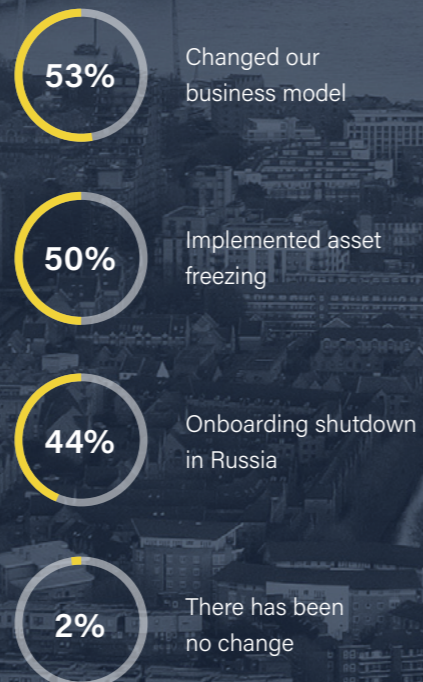 53%
Changed our
business model
50%
Implemented asset
freezing
44%
Onboarding shutdown
in Russia
2%
There has been
no change